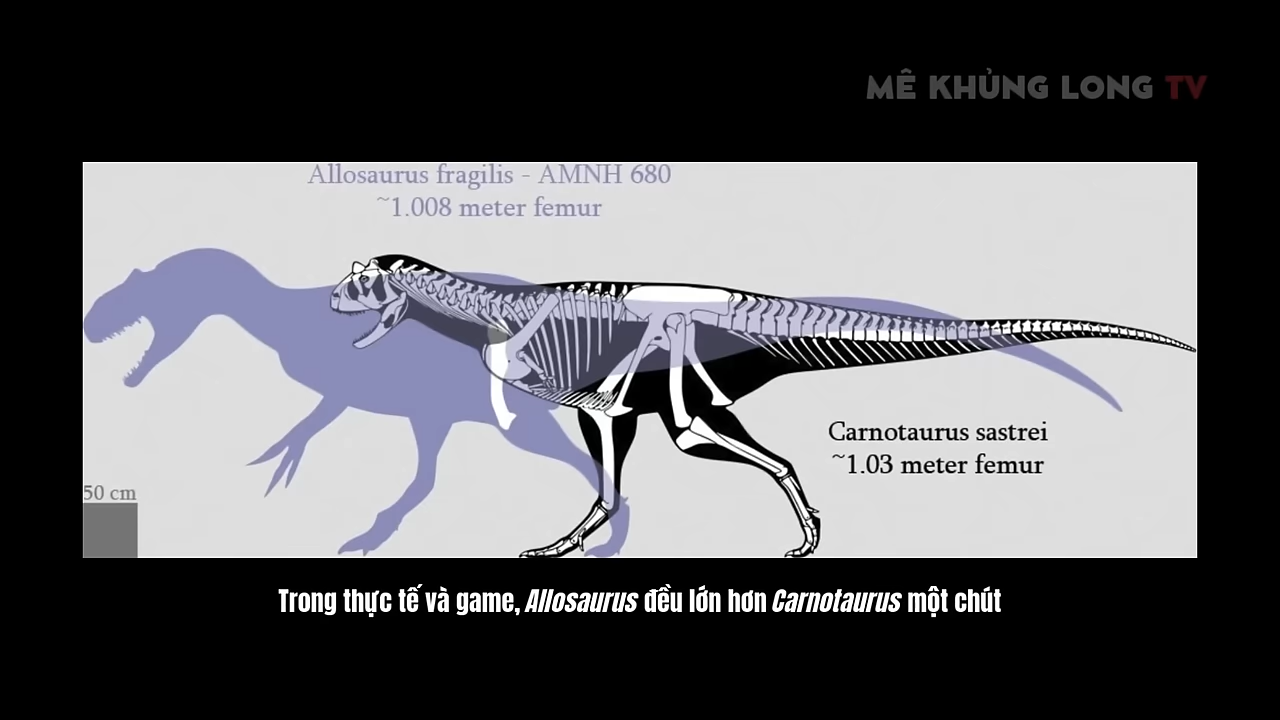 MÊ KHỦNG LONG TV
Allosaurus fragilis - AMNH 680
~1.008 meter femur
Carnotaurus sastrei
~1.03 meter femur
50 cm
Trong thực tế và game, Allosaurus đều lớn hơn Carnotaurus một chút